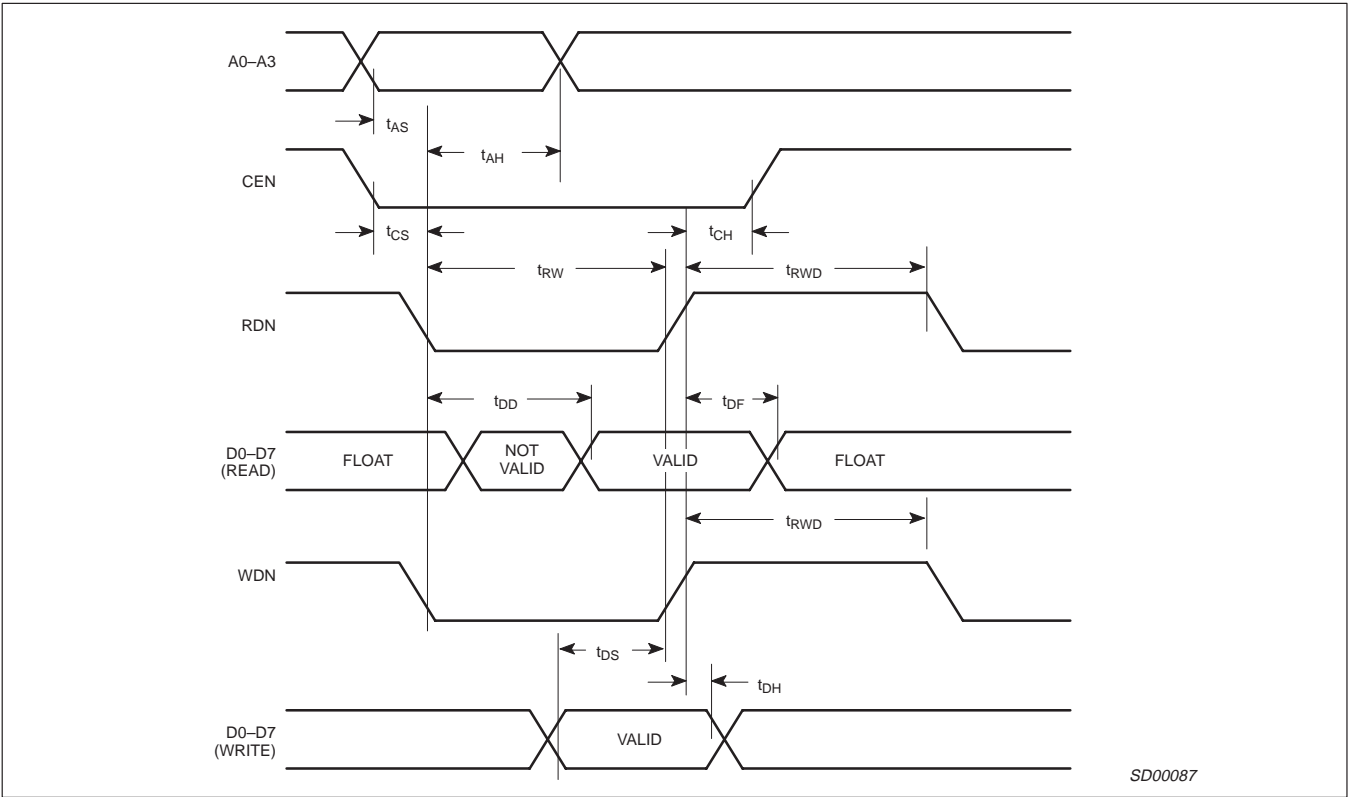 A0–A3
tAS
tAH
CEN
tCS
tCH
tRW
tRWD
RDN
tDD
tDF
D0–D7
(READ)
FLOAT
NOT
VALID
VALID
FLOAT
tRWD
WDN
tDS
tDH
D0–D7
(WRITE)
VALID
SD00087